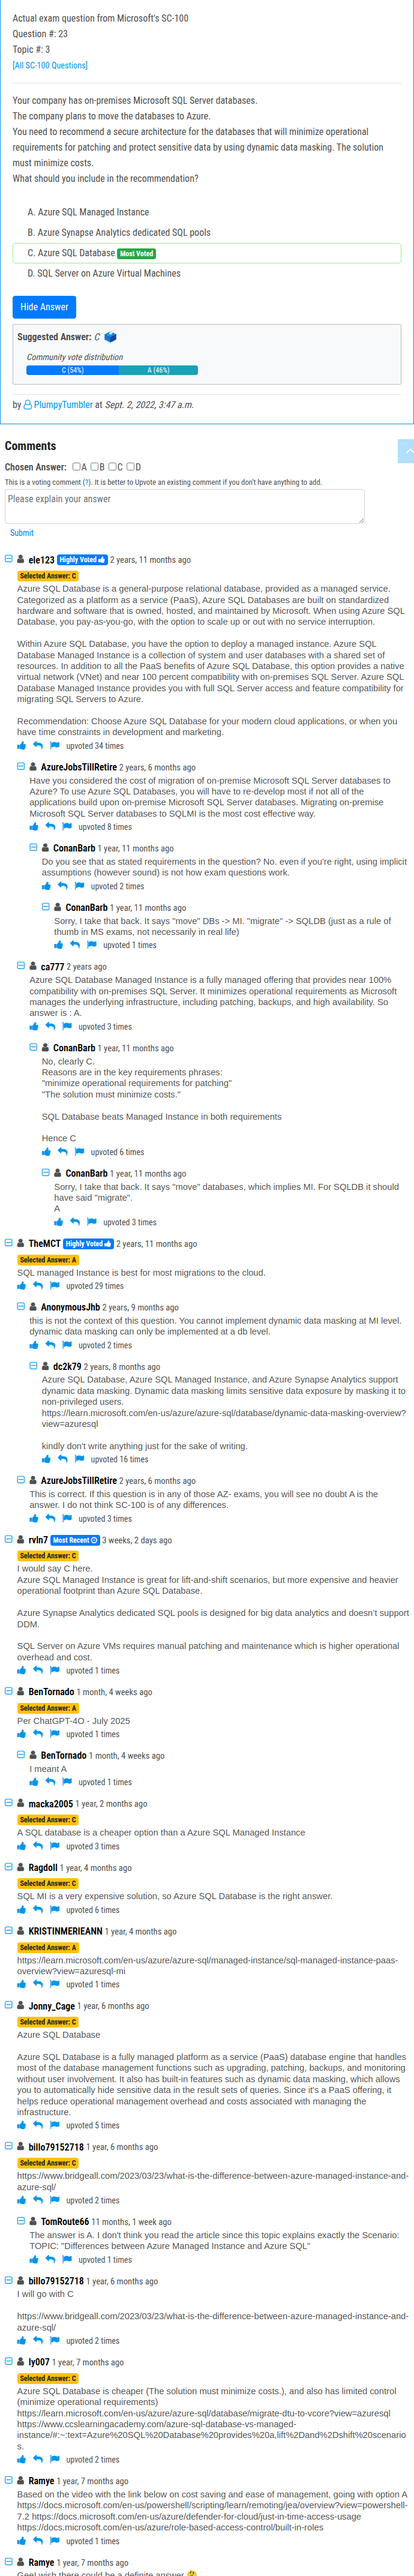 Actual exam question from Microsoft's SC-100
Question #: 23
Topic #: 3
[All SC-100 Questions]
Your company has on-premises Microsoft SQL Server databases.
The company plans to move the databases to Azure.
You need to recommend a secure architecture for the databases that will minimize operational
requirements for patching and protect sensitive data by using dynamic data masking. The solution
must minimize costs.
What should you include in the recommendation?
A. Azure SQL Managed Instance
B. Azure Synapse Analytics dedicated SQL pools
C. Azure SQL Database Most Voted
D. SQL Server on Azure Virtual Machines
Hide Answer
Suggested Answer: C
Community vote distribution
C (54%) A (46%)
by PlumpyTumbler at Sept. 2, 2022, 3:47 a.m.
Comments
Chosen Answer: A B C D
This is a voting comment (?). It is better to Upvote an existing comment if you don't have anything to add.
Please explain your answer
Submit
ele123 Highly Voted 2 years, 11 months ago
Selected Answer: C
Azure SQL Database is a general-purpose relational database, provided as a managed service.
Categorized as a platform as a service (PaaS), Azure SQL Databases are built on standardized
hardware and software that is owned, hosted, and maintained by Microsoft. When using Azure SQL
Database, you pay-as-you-go, with the option to scale up or out with no service interruption.
Within Azure SQL Database, you have the option to deploy a managed instance. Azure SQL
Database Managed Instance is a collection of system and user databases with a shared set of
resources. In addition to all the PaaS benefits of Azure SQL Database, this option provides a native
virtual network (VNet) and near 100 percent compatibility with on-premises SQL Server. Azure SQL
Database Managed Instance provides you with full SQL Server access and feature compatibility for
migrating SQL Servers to Azure.
Recommendation: Choose Azure SQL Database for your modern cloud applications, or when you
have time constraints in development and marketing.
upvoted 34 times
AzureJobsTillRetire 2 years, 6 months ago
Have you considered the cost of migration of on-premise Microsoft SQL Server databases to
Azure? To use Azure SQL Databases, you will have to re-develop most if not all of the
applications build upon on-premise Microsoft SQL Server databases. Migrating on-premise
Microsoft SQL Server databases to SQLMI is the most cost effective way.
upvoted 8 times
ConanBarb 1 year, 11 months ago
Do you see that as stated requirements in the question? No. even if you're right, using implicit
assumptions (however sound) is not how exam questions work.
upvoted 2 times
ConanBarb 1 year, 11 months ago
Sorry, I take that back. It says "move" DBs -> MI. "migrate" -> SQLDB (just as a rule of
thumb in MS exams, not necessarily in real life)
upvoted 1 times
ca777 2 years ago
Azure SQL Database Managed Instance is a fully managed offering that provides near 100%
compatibility with on-premises SQL Server. It minimizes operational requirements as Microsoft
manages the underlying infrastructure, including patching, backups, and high availability. So
answer is : A.
upvoted 3 times
ConanBarb 1 year, 11 months ago
No, clearly C.
Reasons are in the key requirements phrases:
"minimize operational requirements for patching"
"The solution must minimize costs."
SQL Database beats Managed Instance in both requirements
Hence C
upvoted 6 times
ConanBarb 1 year, 11 months ago
Sorry, I take that back. It says "move" databases, which implies MI. For SQLDB it should
have said "migrate".
A
upvoted 3 times
TheMCT Highly Voted 2 years, 11 months ago
Selected Answer: A
SQL managed Instance is best for most migrations to the cloud.
upvoted 29 times
AnonymousJhb 2 years, 9 months ago
this is not the context of this question. You cannot implement dynamic data masking at MI level.
dynamic data masking can only be implemented at a db level.
upvoted 2 times
dc2k79 2 years, 8 months ago
Azure SQL Database, Azure SQL Managed Instance, and Azure Synapse Analytics support
dynamic data masking. Dynamic data masking limits sensitive data exposure by masking it to
non-privileged users.
https://learn.microsoft.com/en-us/azure/azure-sql/database/dynamic-data-masking-overview?
view=azuresql
kindly don't write anything just for the sake of writing.
upvoted 16 times
AzureJobsTillRetire 2 years, 6 months ago
This is correct. If this question is in any of those AZ- exams, you will see no doubt A is the
answer. I do not think SC-100 is of any differences.
upvoted 3 times
rvln7 Most Recent 3 weeks, 2 days ago
Selected Answer: C
I would say C here.
Azure SQL Managed Instance is great for lift-and-shift scenarios, but more expensive and heavier
operational footprint than Azure SQL Database.
Azure Synapse Analytics dedicated SQL pools is designed for big data analytics and doesn't support
DDM.
SQL Server on Azure VMs requires manual patching and maintenance which is higher operational
overhead and cost.
upvoted 1 times
BenTornado 1 month, 4 weeks ago
Selected Answer: A
Per ChatGPT-4O - July 2025
upvoted 1 times
BenTornado 1 month, 4 weeks ago
I meant A
upvoted 1 times
macka2005 1 year, 2 months ago
Selected Answer: C
A SQL database is a cheaper option than a Azure SQL Managed Instance
upvoted 3 times
Ragdoll 1 year, 4 months ago
Selected Answer: C
SQL MI is a very expensive solution, so Azure SQL Database is the right answer.
upvoted 6 times
KRISTINMERIEANN 1 year, 4 months ago
Selected Answer: A
https://learn.microsoft.com/en-us/azure/azure-sql/managed-instance/sql-managed-instance-paas-
overview?view=azuresql-mi
upvoted 1 times
Jonny_Cage 1 year, 6 months ago
Selected Answer: C
Azure SQL Database
Azure SQL Database is a fully managed platform as a service (PaaS) database engine that handles
most of the database management functions such as upgrading, patching, backups, and monitoring
without user involvement. It also has built-in features such as dynamic data masking, which allows
you to automatically hide sensitive data in the result sets of queries. Since it's a PaaS offering, it
helps reduce operational management overhead and costs associated with managing the
infrastructure.
upvoted 5 times
billo79152718 1 year, 6 months ago
Selected Answer: C
https://www.bridgeall.com/2023/03/23/what-is-the-difference-between-azure-managed-instance-and-
azure-sql/
upvoted 2 times
TomRoute66 11 months, 1 week ago
The answer is A. I don't think you read the article since this topic explains exactly the Scenario:
TOPIC: "Differences between Azure Managed Instance and Azure SQL"
upvoted 1 times
billo79152718 1 year, 6 months ago
I will go with C
https://www.bridgeall.com/2023/03/23/what-is-the-difference-between-azure-managed-instance-and-
azure-sql/
upvoted 2 times
ly007 1 year, 7 months ago
Selected Answer: C
Azure SQL Database is cheaper (The solution must minimize costs.), and also has limited control
(minimize operational requirements)
https://learn.microsoft.com/en-us/azure/azure-sql/database/migrate-dtu-to-vcore?view=azuresql
https://www.ccslearningacademy.com/azure-sql-database-vs-managed-
instance/#:~:text=Azure%20SQL%20Database%20provides%20a,lift%2Dand%2Dshift%20scenario
s.
upvoted 2 times
Ramye 1 year, 7 months ago
Based on the video with the link below on cost saving and ease of management, going with option A
https://docs.microsoft.com/en-us/powershell/scripting/learn/remoting/jea/overview?view=powershell-
7.2 https://docs.microsoft.com/en-us/azure/defender-for-cloud/just-in-time-access-usage
https://docs.microsoft.com/en-us/azure/role-based-access-control/built-in-roles
upvoted 1 times
Ramye 1 year, 7 months ago
Gee! wish there could be a definite answer 🤔